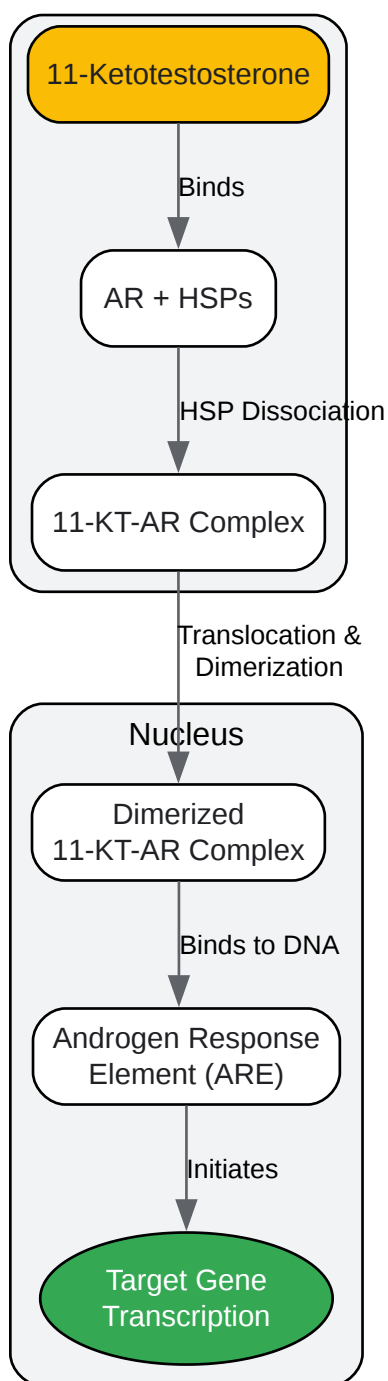 11-Ketotestosterone
Binds
AR + HSPs
HSP Dissociation
11-KT-AR Complex
Translocation &
Dimerization
Nucleus
Dimerized
11-KT-AR Complex
Binds to DNA
Androgen Response
Element (ARE)
Initiates
Target Gene
Transcription